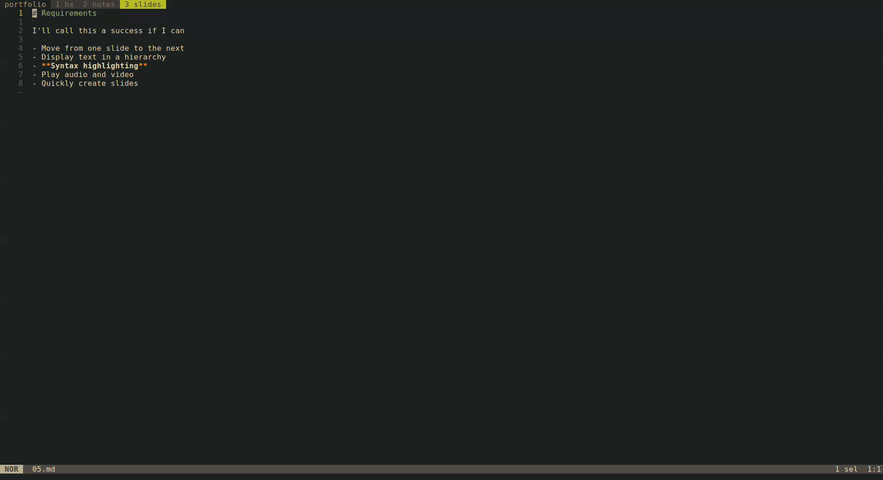 portfolio 1 hx 2 notes 3 slides
1 # Requirements
1
2 I'll call this a success if I can
3
4 - Move from one slide to the next
5 - Display text in a hierarchy
6 - **Syntax highlighting**
7 - Play audio and video
8 - Quickly create slides
~
NOR 05.md 1 sel 1:1